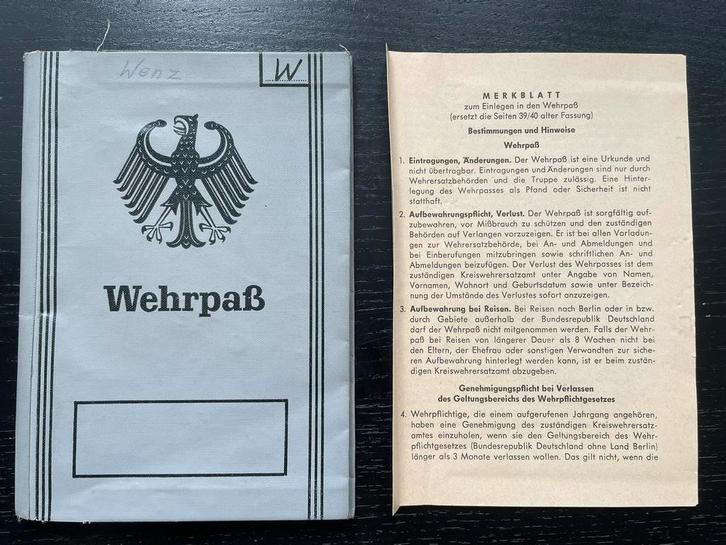 Wenz
W
Wehrpaß
MERKBLATT
zum Einlegen in den Wehrpaß
(ersetzt die Seiten 39/40 alter Fassung)
Bestimmungen und Hinweise
Wehrpaß
1. Eintragungen, Änderungen. Der Wehrpaß ist eine Urkunde und
nicht übertragbar. Eintragungen und Änderungen sind nur durch
Wehrersatzbehörden und die Truppe zulässig. Eine Hinter-
legung des Wehrpasses als Pfand oder Sicherheit ist nicht
statthaft.
2. Aufbewahrungspflicht, Verlust. Der Wehrpaß ist sorgfältig auf-
zubewahren, vor Mißbrauch zu schützen und den zuständigen
Behörden auf Verlangen vorzuzeigen. Er ist bei allen Vorladun-
gen zur Wehrersatzbehörde, bei An- und Abmeldungen und
bei Einberufungen mitzubringen sowie schriftlichen An- und
Abmeldungen beizufügen. Der Verlust des Wehrpasses ist dem
zuständigen Kreiswehrersatzamt unter Angabe von Namen,
Vornamen, Wohnort und Geburtsdatum sowie unter Bezeich-
nung der Umstände des Verlustes sofort anzuzeigen.
3. Aufbewahrung bei Reisen. Bei Reisen nach Berlin oder in bzw.
durch Gebiete außerhalb der Bundesrepublik Deutschland
darf der Wehrpaß nicht mitgenommen werden. Falls der Wehr-
paß bei Reisen von längerer Dauer als 8 Wochen nicht bei
den Eltern, der Ehefrau oder sonstigen Verwandten zur siche-
ren Aufbewahrung hinterlegt werden kann, ist er beim zustän-
digen Kreiswehrersatzamt abzugeben.
Genehmigungspflicht bei Verlassen
des Geltungsbereichs des Wehrpflichtgesetzes
4. Wehrpflichtige, die einem aufgerufenen Jahrgang angehören,
haben eine Genehmigung des zuständigen Kreiswehrersatz-
amtes einzuholen, wenn sie den Geltungsbereich des Wehr-
pflichtgesetzes (Bundesrepublik Deutschland ohne Land Berlin)
länger als 3 Monate verlassen wollen. Das gilt nicht, wenn die